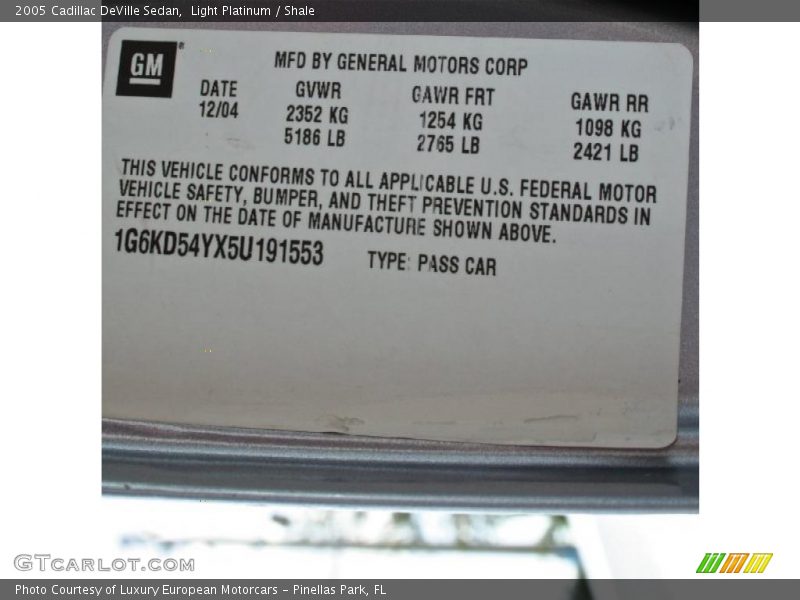 2005 Cadillac DeVille Sedan,  Light Platinum / Shale
GM®
MFD BY GENERAL MOTORS CORP
DATE GVWR GAWR FRT GAWR RR
12/04 2352 KG 1254 KG 1098 KG
5186 LB 2765 LB 2421 LB
THIS VEHICLE CONFORMS TO ALL APPLICABLE U.S. FEDERAL MOTOR
VEHICLE SAFETY, BUMPER, AND THEFT PREVENTION STANDARDS IN
EFFECT ON THE DATE OF MANUFACTURE SHOWN ABOVE.
1G6KD54YX5U191553 TYPE: PASS CAR
GTCARLOT.COM
Photo Courtesy of Luxury European Motorcars - Pinellas Park, FL